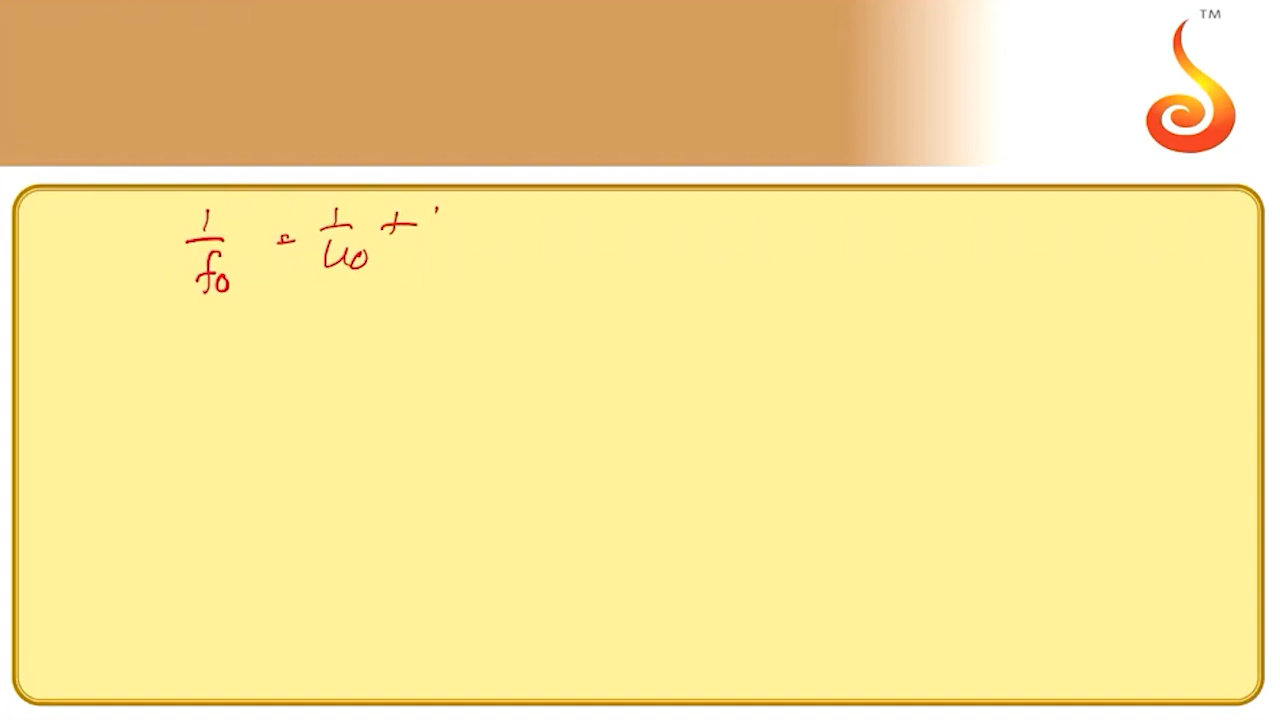 TM
1/f0 = 1/u0 + '